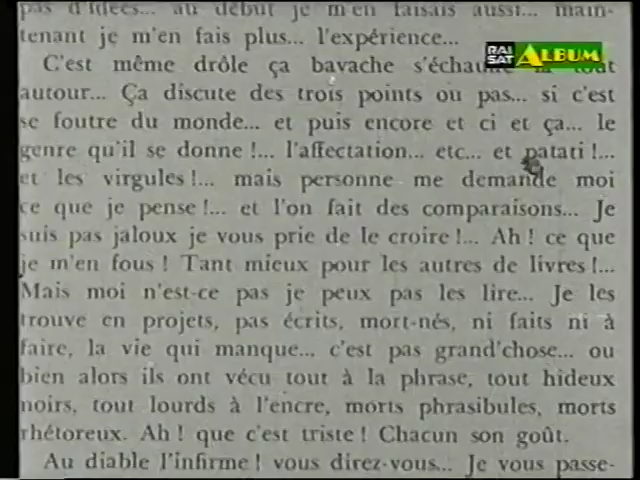 pas d'idées... au début je m'en faisais aussi... main-
tenant je m'en fais plus... l'expérience...
RAI SAT ALBUM
C'est même drôle ça bavache s'échauffe tout
autour... Ça discute des trois points ou pas... si c'est
se foutre du monde... et puis encore et ci et ça... le
genre qu'il se donne !... l'affectation... etc... et patati !...
et les virgules !... mais personne me demande moi
ce que je pense !... et l'on fait des comparaisons... Je
suis pas jaloux je vous prie de le croire !... Ah ! ce que
je m'en fous ! Tant mieux pour les autres de livres !...
Mais moi n'est-ce pas je peux pas les lire... Je les
trouve en projets, pas écrits, mort-nés, ni faits ni à
faire, la vie qui manque... c'est pas grand'chose... ou
bien alors ils ont vécu tout à la phrase, tout hideux
noirs, tout lourds à l'encre, morts phrasibules, morts
rhétoreux. Ah ! que c'est triste ! Chacun son goût.
Au diable l'infirme ! vous direz-vous... Je vous passe-